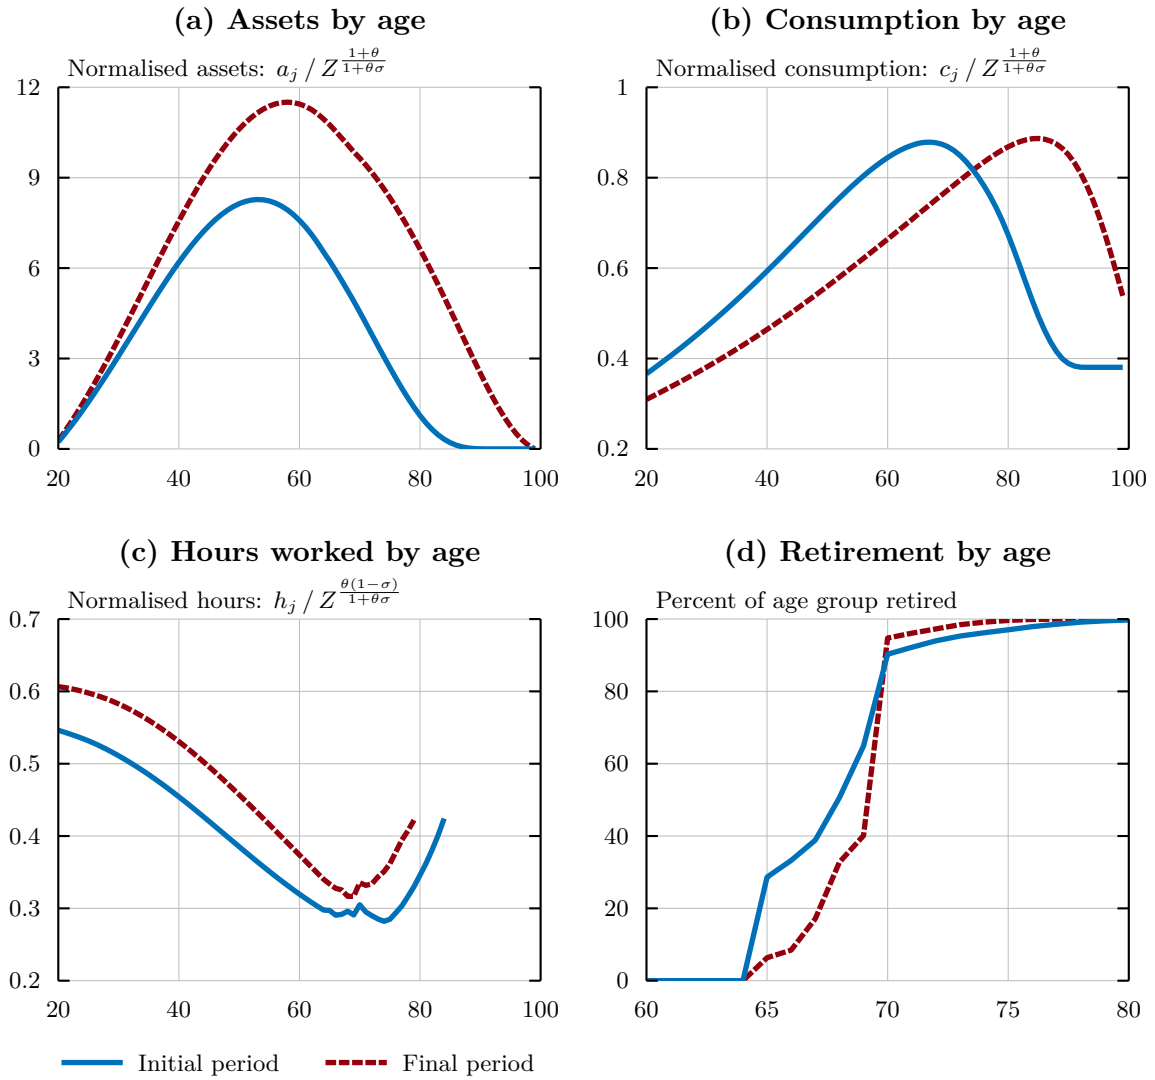 (a) Assets by age
Normalised assets: a_j / Z^{\frac{1+θ}{1+θσ}}
12
9
6
3
0
20 40 60 80 100
(b) Consumption by age
Normalised consumption: c_j / Z^{\frac{1+θ}{1+θσ}}
1
0.8
0.6
0.4
0.2
20 40 60 80 100
(c) Hours worked by age
Normalised hours: h_j / Z^{\frac{θ(1−σ)}{1+θσ}}
0.7
0.6
0.5
0.4
0.3
0.2
20 40 60 80 100
(d) Retirement by age
Percent of age group retired
100
80
60
40
20
0
60 65 70 75 80
Initial period
Final period